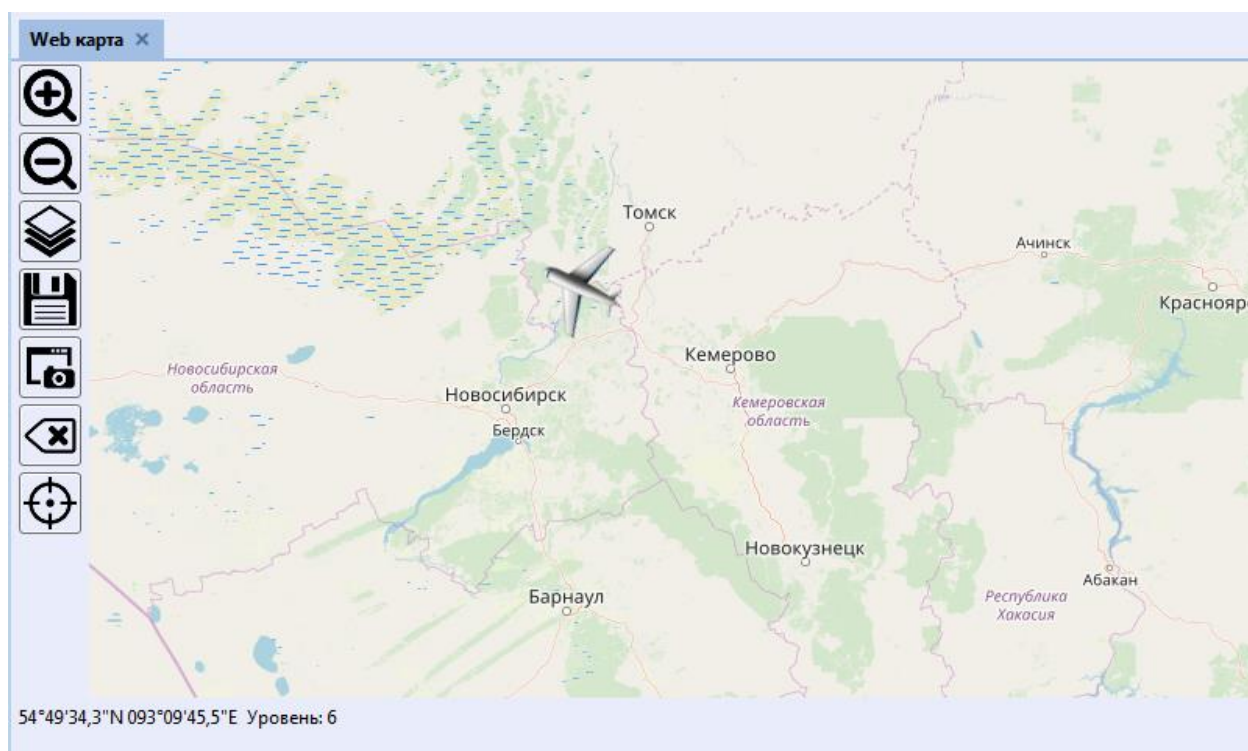 Web карта
Томск
Ачинск
Краснояр
Кемерово
Новосибирская
область
Новосибирск
Кемеровская
область
Бердск
Новокузнецк
Абакан
Барнаул
Республика
Хакасия
54°49'34,3"N 093°09'45,5"E Уровень: 6